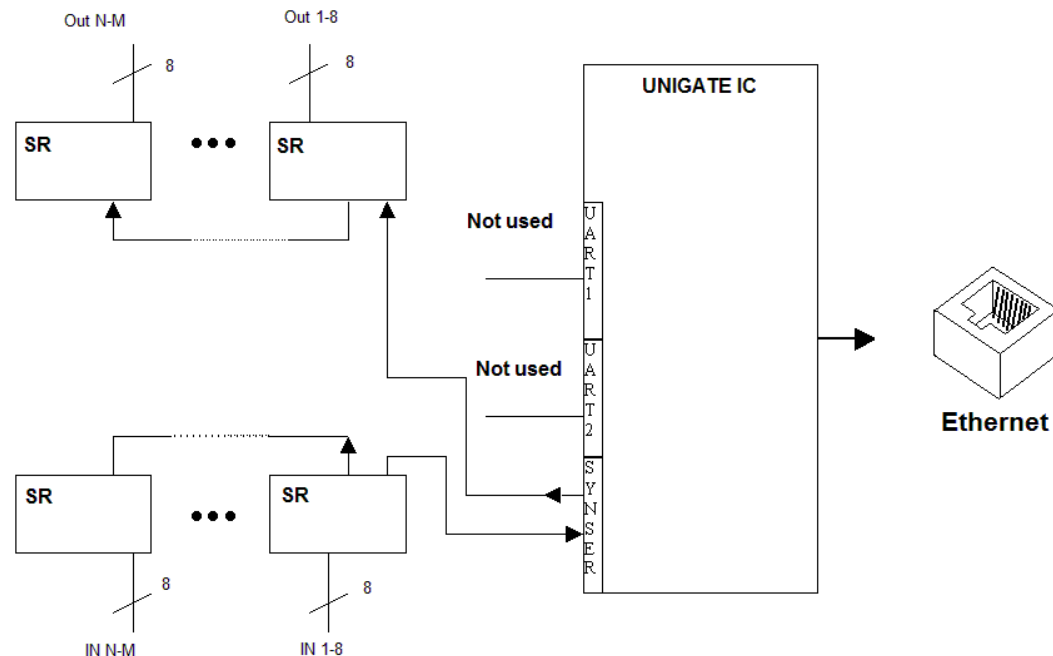 Out N-M
Out 1-8
8
8
UNIGATE IC
SR
SR
Not used
UART1
Not used
UART2
Ethernet
SYNSER
SR
SR
8
8
IN N-M
IN 1-8